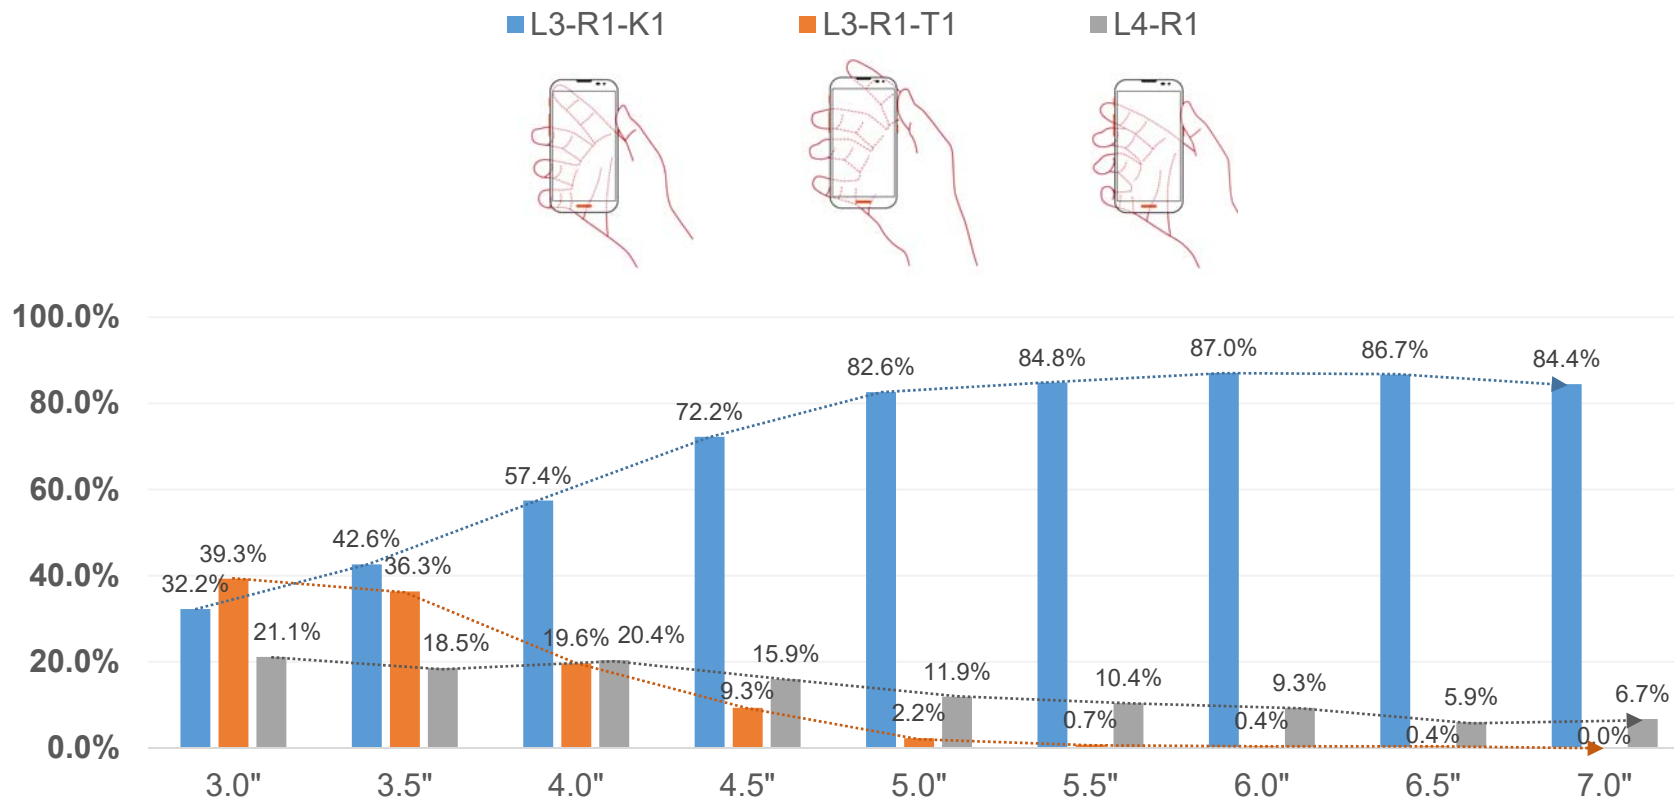 L3-R1-K1 L3-R1-T1 L4-R1
100.0%
80.0%
60.0%
40.0%
20.0%
0.0%
32.2% 39.3% 21.1%
42.6% 36.3% 18.5%
57.4% 19.6% 20.4%
72.2% 9.3% 15.9%
82.6% 2.2% 11.9%
84.8% 0.7% 10.4%
87.0% 0.4% 9.3%
86.7% 0.4% 5.9%
84.4% 0.0% 6.7%
3.0" 3.5" 4.0" 4.5" 5.0" 5.5" 6.0" 6.5" 7.0"